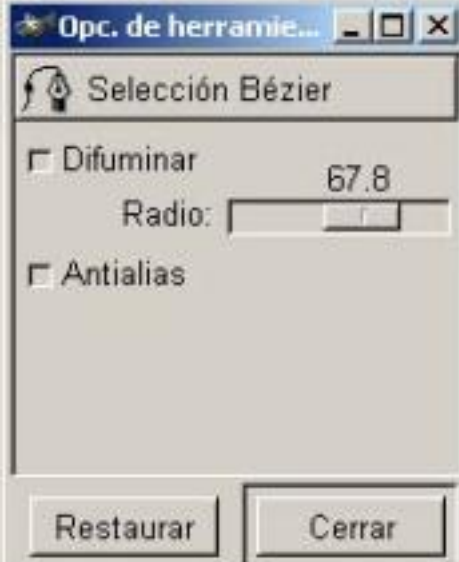 Opc. de herramie...
Selección Bézier
Difuminar
67.8
Radio:
Antialias
Restaurar
Cerrar